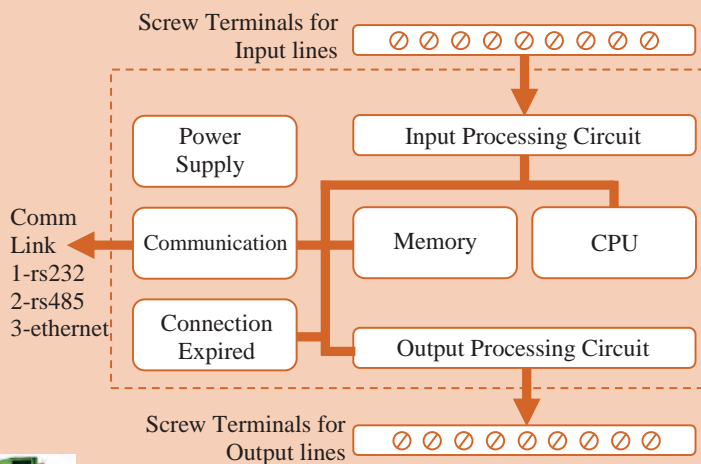 Screw Terminals for
Input lines
Power
Supply
Input Processing Circuit
Comm
Link
1-rs232
2-rs485
3-ethernet
Communication
Memory
CPU
Connection
Expired
Output Processing Circuit
Screw Terminals for
Output lines